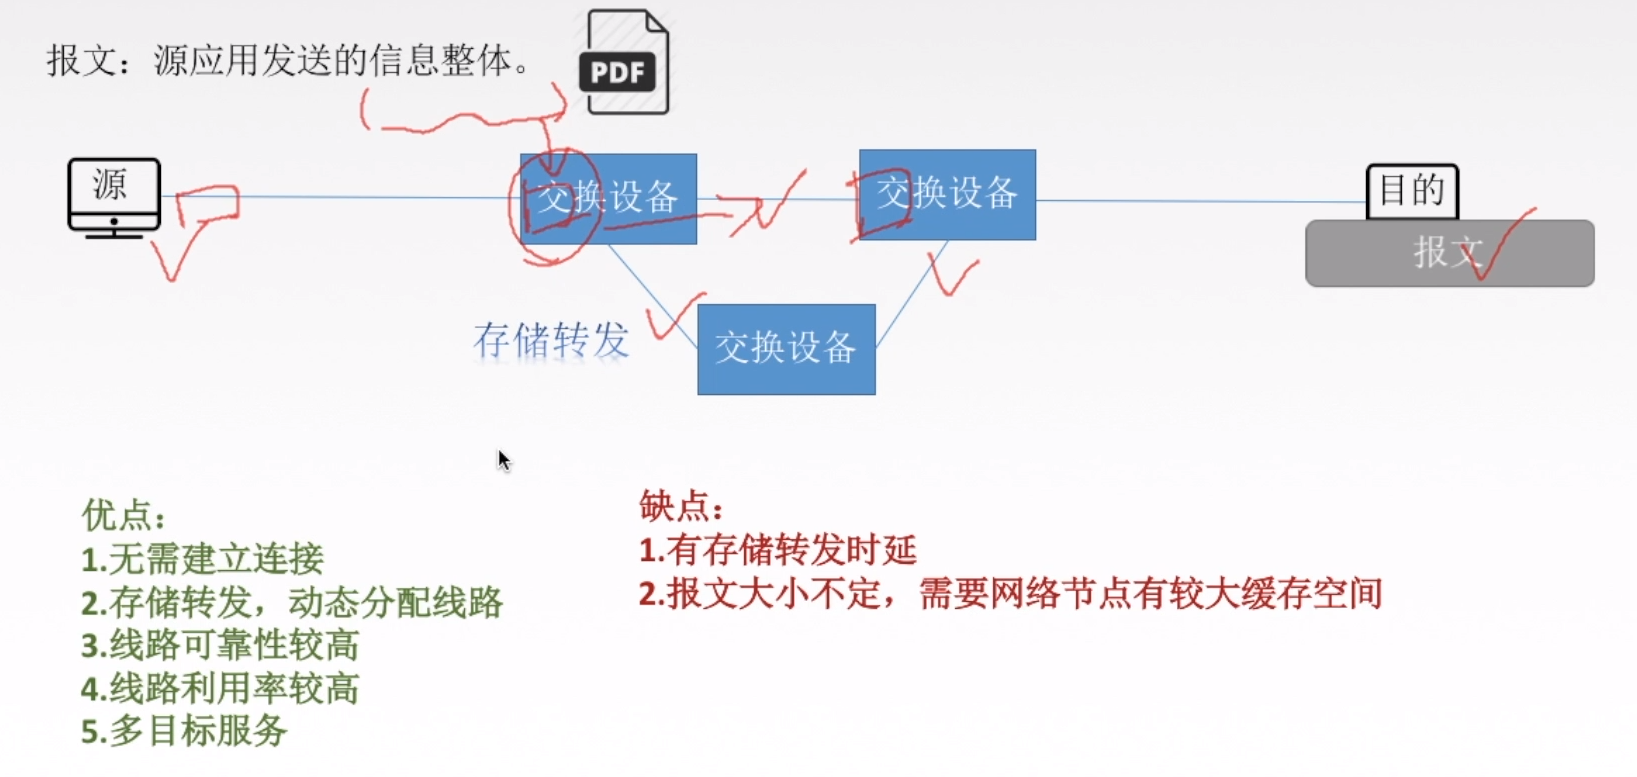 报文：源应用发送的信息整体。
PDF
源
交换设备
交换设备
目的
报文
存储转发
交换设备
优点：
1.无需建立连接
2.存储转发，动态分配线路
3.线路可靠性较高
4.线路利用率较高
5.多目标服务
缺点：
1.有存储转发时延
2.报文大小不定，需要网络节点有较大缓存空间